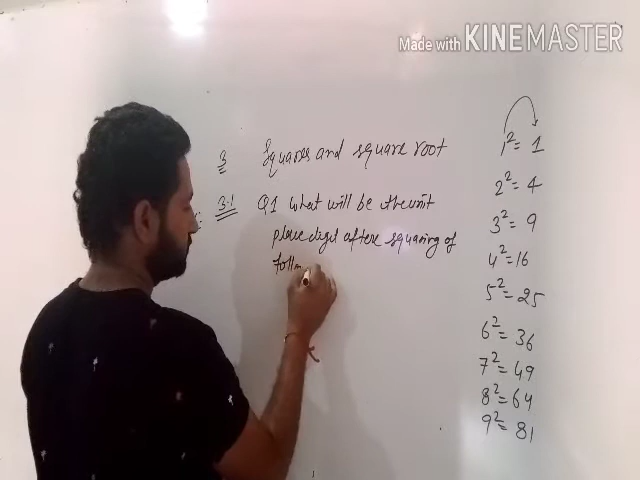 Made with KINEMASTER
3 Squares and square root
3.1 Q1 what will be the unit
place digit after squaring of
foll
1² = 1
2² = 4
3² = 9
4² = 16
5² = 25
6² = 36
7² = 49
8² = 64
9² = 81